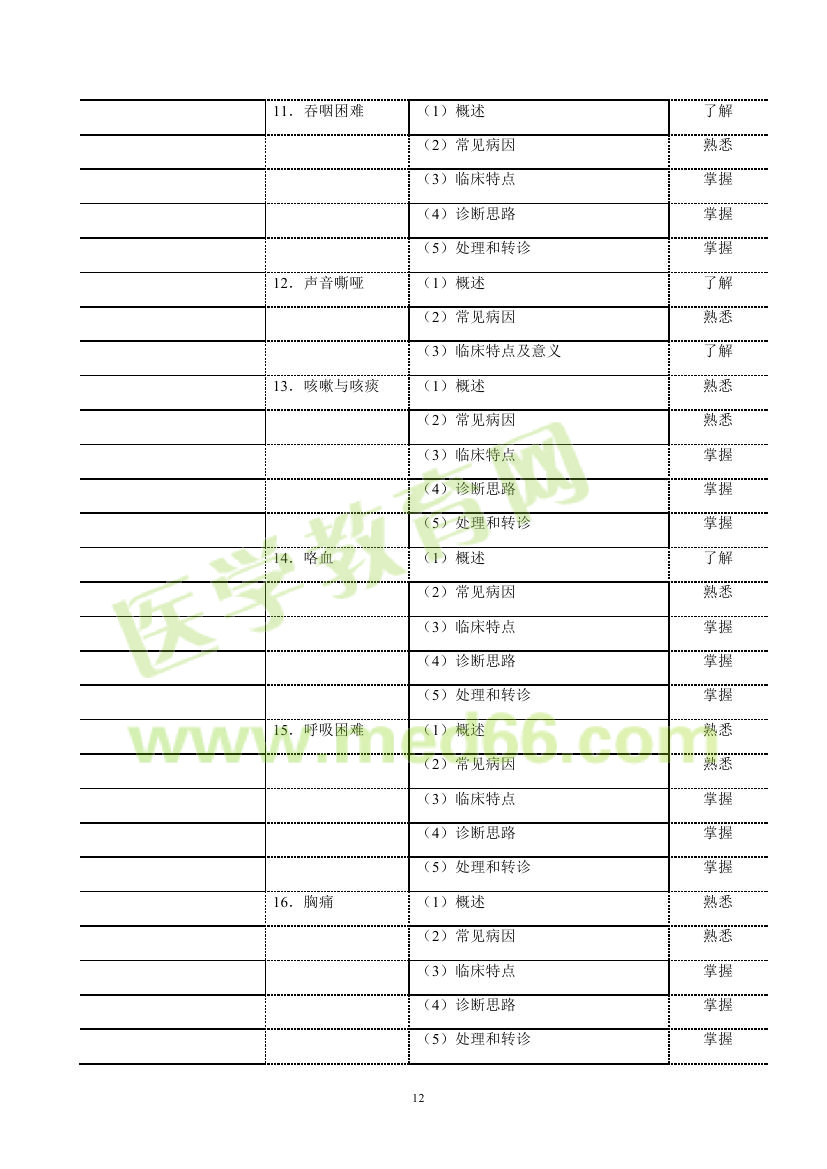 11．吞咽困难 （1）概述 了解
（2）常见病因 熟悉
（3）临床特点 掌握
（4）诊断思路 掌握
（5）处理和转诊 掌握
12．声音嘶哑 （1）概述 了解
（2）常见病因 熟悉
（3）临床特点及意义 了解
13．咳嗽与咳痰 （1）概述 熟悉
（2）常见病因 熟悉
（3）临床特点 掌握
（4）诊断思路 掌握
（5）处理和转诊 掌握
14．咯血 （1）概述 了解
（2）常见病因 熟悉
（3）临床特点 掌握
（4）诊断思路 掌握
（5）处理和转诊 掌握
15．呼吸困难 （1）概述 熟悉
（2）常见病因 熟悉
（3）临床特点 掌握
（4）诊断思路 掌握
（5）处理和转诊 掌握
16．胸痛 （1）概述 熟悉
（2）常见病因 熟悉
（3）临床特点 掌握
（4）诊断思路 掌握
（5）处理和转诊 掌握
医学教育网
www.med66.com
12